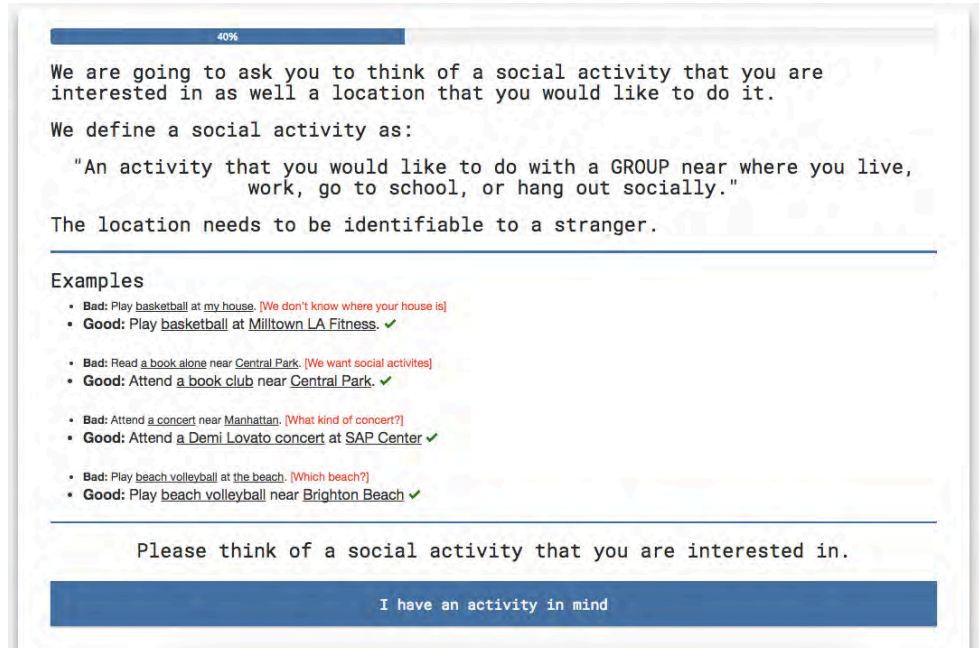 40%
We are going to ask you to think of a social activity that you are
interested in as well a location that you would like to do it.
We define a social activity as:
"An activity that you would like to do with a GROUP near where you live,
work, go to school, or hang out socially."
The location needs to be identifiable to a stranger.
Examples
• Bad: Play basketball at my house. [We don't know where your house is]
• Good: Play basketball at Milltown LA Fitness. ✔
• Bad: Read a book alone near Central Park. [We want social activites]
• Good: Attend a book club near Central Park. ✔
• Bad: Attend a concert near Manhattan. [What kind of concert?]
• Good: Attend a Demi Lovato concert at SAP Center ✔
• Bad: Play beach volleyball at the beach. [Which beach?]
• Good: Play beach volleyball near Brighton Beach ✔
Please think of a social activity that you are interested in.
I have an activity in mind